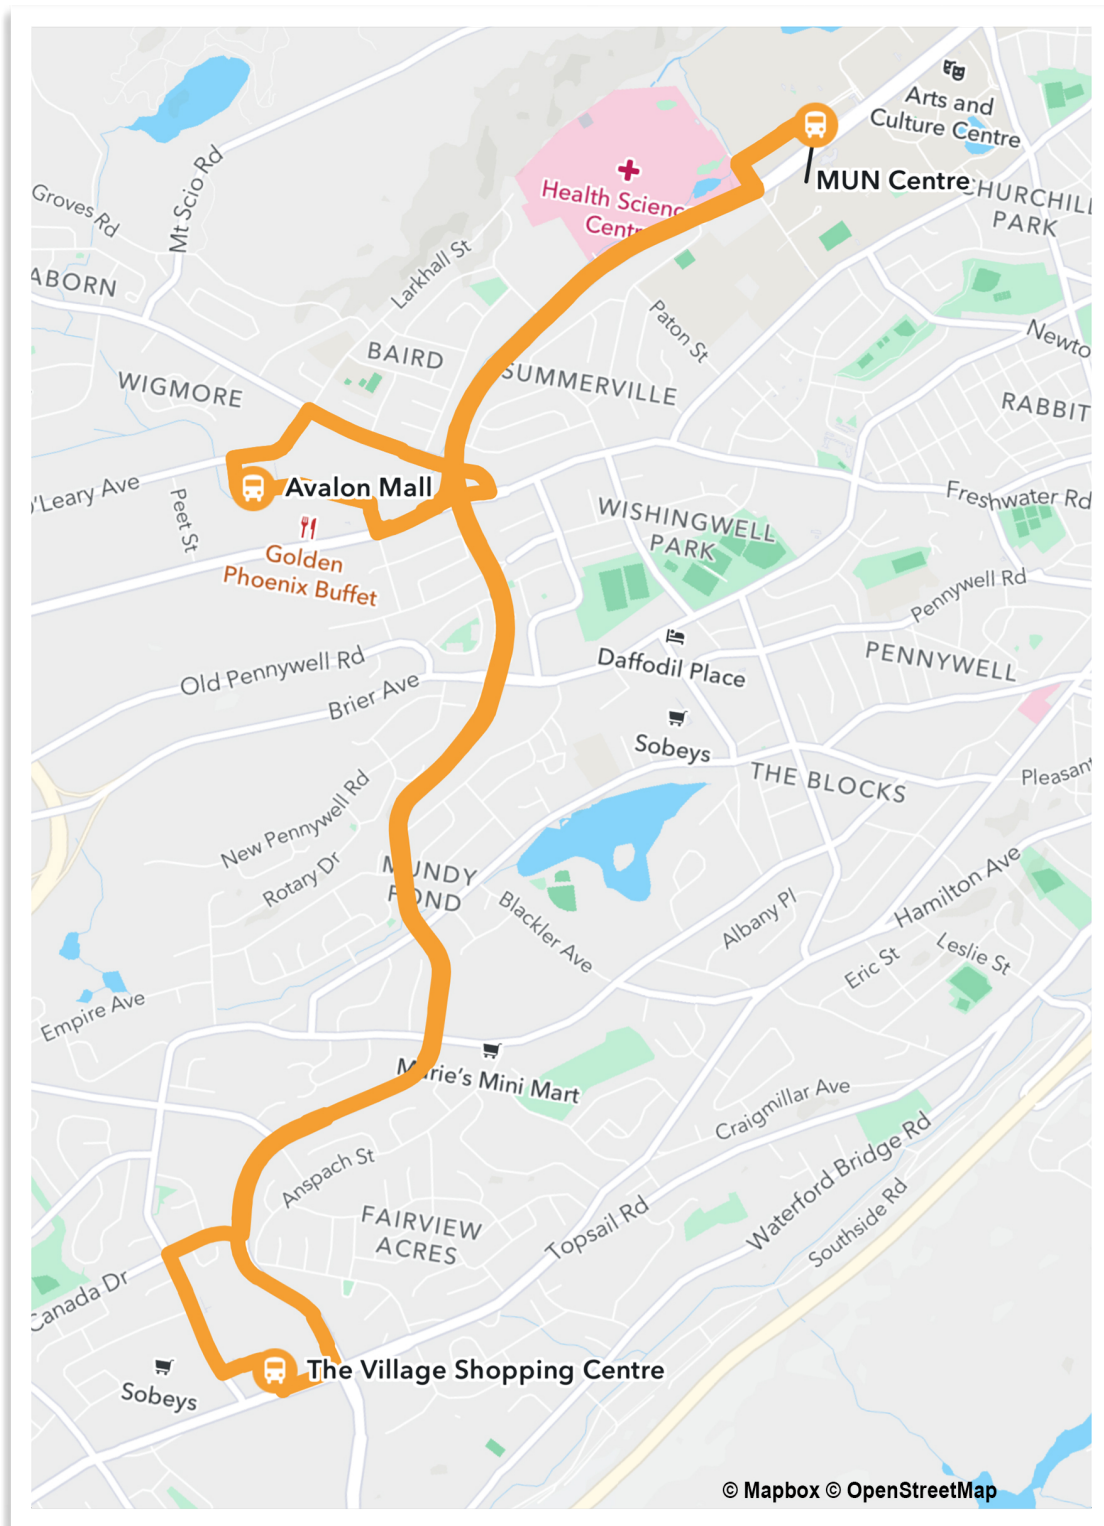 Arts and
Culture Centre
MUN Centre
CHURCHILL
PARK
Health Scienc
Centr
Mt Scio Rd
Groves Rd
ABORN
Larkhall St
Paton St
Newto
BAIRD
SUMMERVILLE
WIGMORE
RABBIT
Avalon Mall
O'Leary Ave
Peet St
Freshwater Rd
WISHINGWELL
PARK
Golden
Phoenix Buffet
Pennywell Rd
Old Pennywell Rd
Daffodil Place
PENNYWELL
Brier Ave
Sobeys
THE BLOCKS
Pleasant
New Pennywell Rd
Rotary Dr
MUNDY
POND
Blackler Ave
Albany Pl
Hamilton Ave
Eric St
Leslie St
Empire Ave
Marie's Mini Mart
Craigmillar Ave
Waterford Bridge Rd
Anspach St
Southside Rd
FAIRVIEW
ACRES
Topsail Rd
Canada Dr
The Village Shopping Centre
Sobeys
© Mapbox © OpenStreetMap